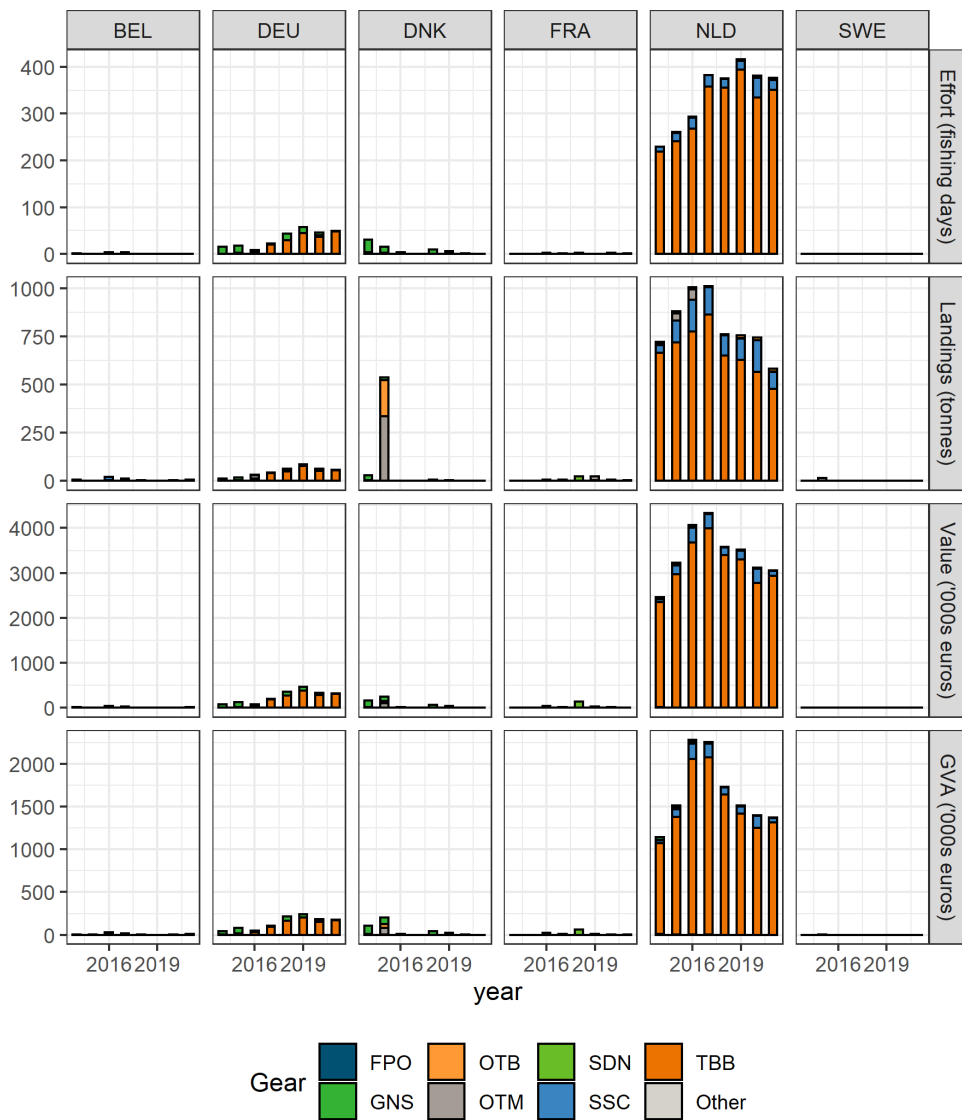 BEL DEU DNK FRA NLD SWE
400
300
200
100
0
Effort (fishing days)
1000
750
500
250
0
Landings (tonnes)
4000
3000
2000
1000
0
Value ('000s euros)
2000
1500
1000
500
0
GVA ('000s euros)
2016 2019 2016 2019 2016 2019 2016 2019 2016 2019 2016 2019
year
Gear
FPO OTB SDN TBB
GNS OTM SSC Other